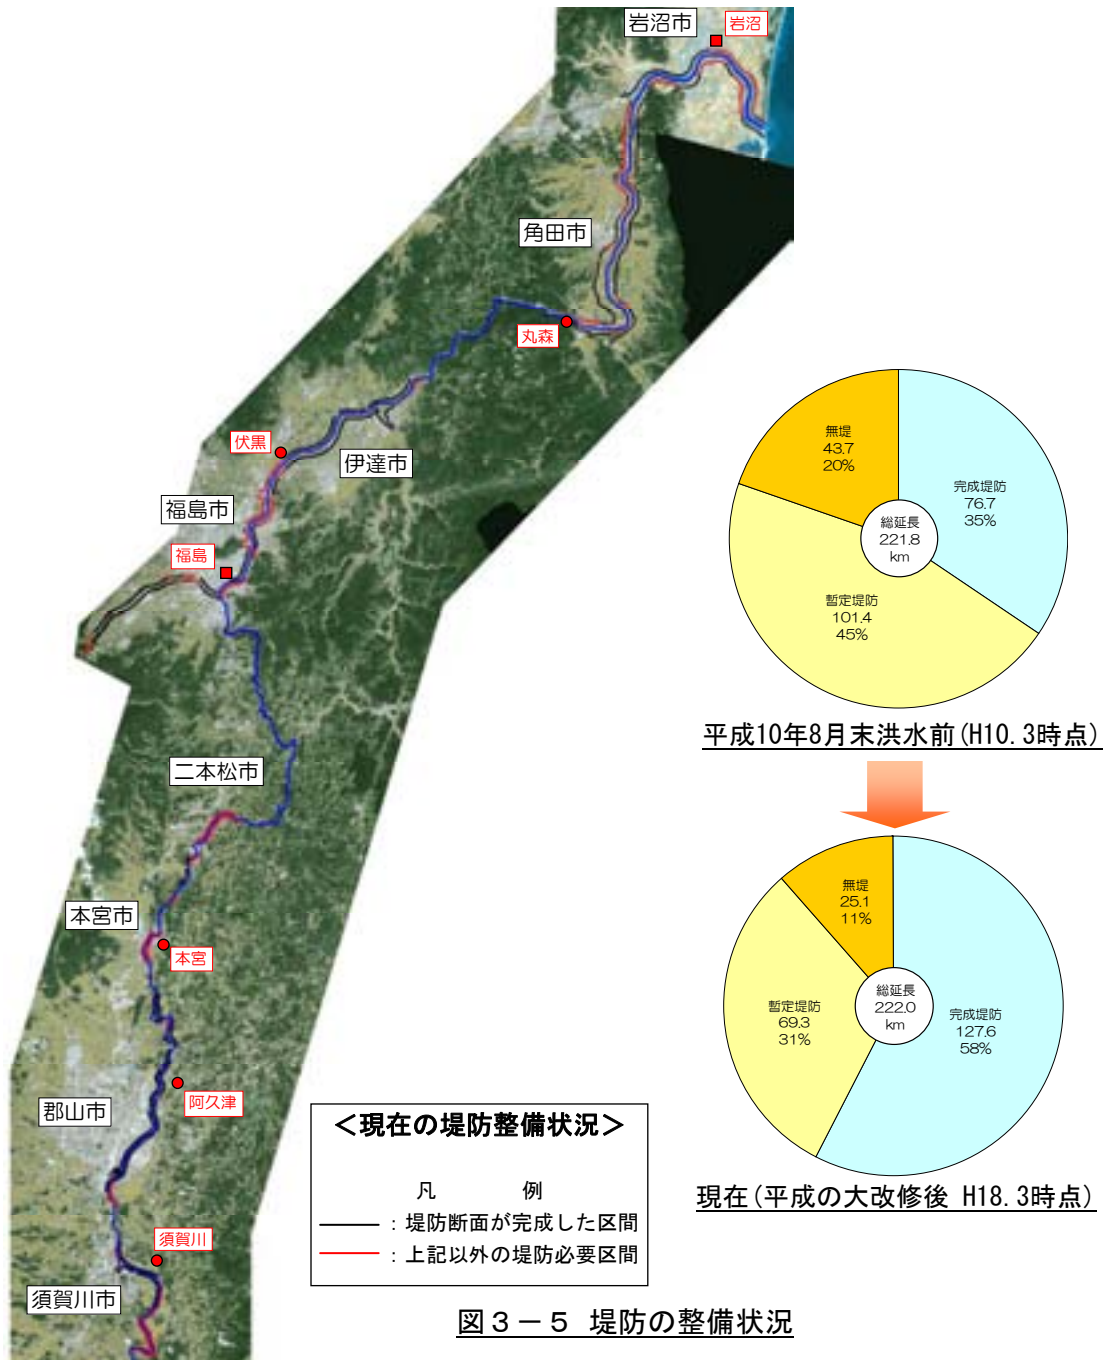 岩沼市
岩沼
角田市
丸森
伏黒
伊達市
福島市
福島
二本松市
本宮市
本宮
阿久津
郡山市
須賀川
須賀川市
無堤
43.7
20%
完成堤防
76.7
35%
総延長
221.8
km
暫定堤防
101.4
45%
平成10年8月末洪水前(H10.3時点)
無堤
25.1
11%
暫定堤防
69.3
31%
総延長
222.0
km
完成堤防
127.6
58%
現在(平成の大改修後 H18.3時点)
＜現在の堤防整備状況＞
凡 例
：堤防断面が完成した区間
：上記以外の堤防必要区間
図３－５ 堤防の整備状況